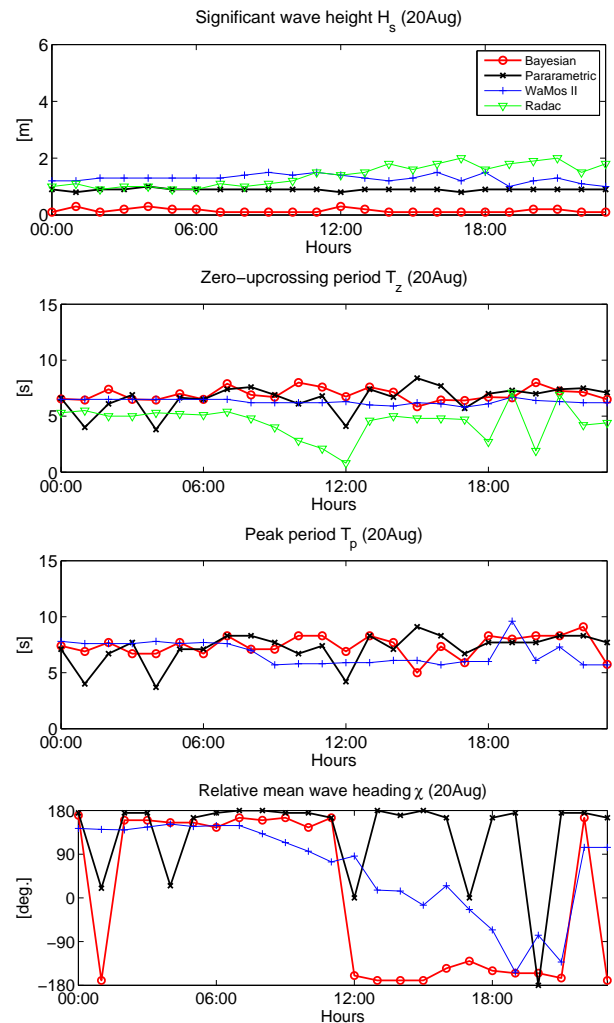 Significant wave height H_s (20Aug)
6
4
2
0
[m]
Bayesian
Pararametric
WaMos II
Radac
00:00 06:00 12:00 18:00
Hours
Zero−upcrossing period T_z (20Aug)
15
10
5
0
[s]
00:00 06:00 12:00 18:00
Hours
Peak period T_p (20Aug)
15
10
5
0
[s]
00:00 06:00 12:00 18:00
Hours
Relative mean wave heading χ (20Aug)
180
90
0
−90
−180
[deg.]
00:00 06:00 12:00 18:00
Hours